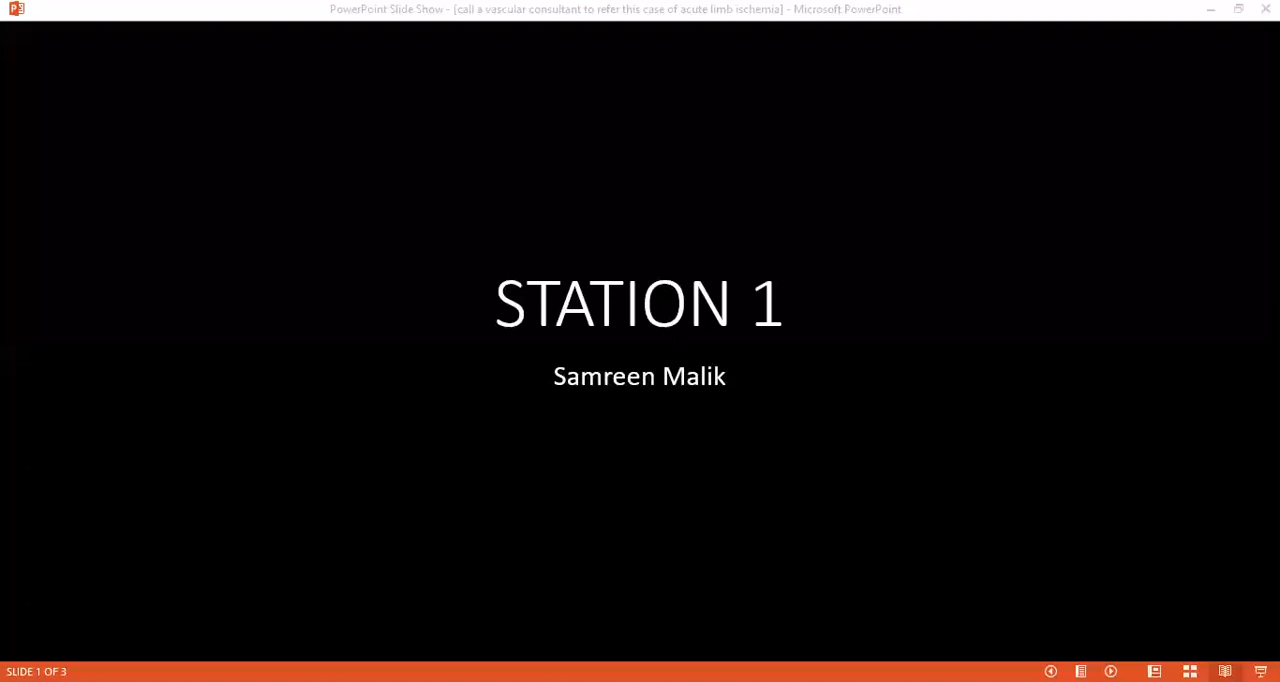 PowerPoint Slide Show - [call a vascular consultant to refer this case of acute limb ischemia] - Microsoft PowerPoint
STATION 1
Samreen Malik
SLIDE 1 OF 3